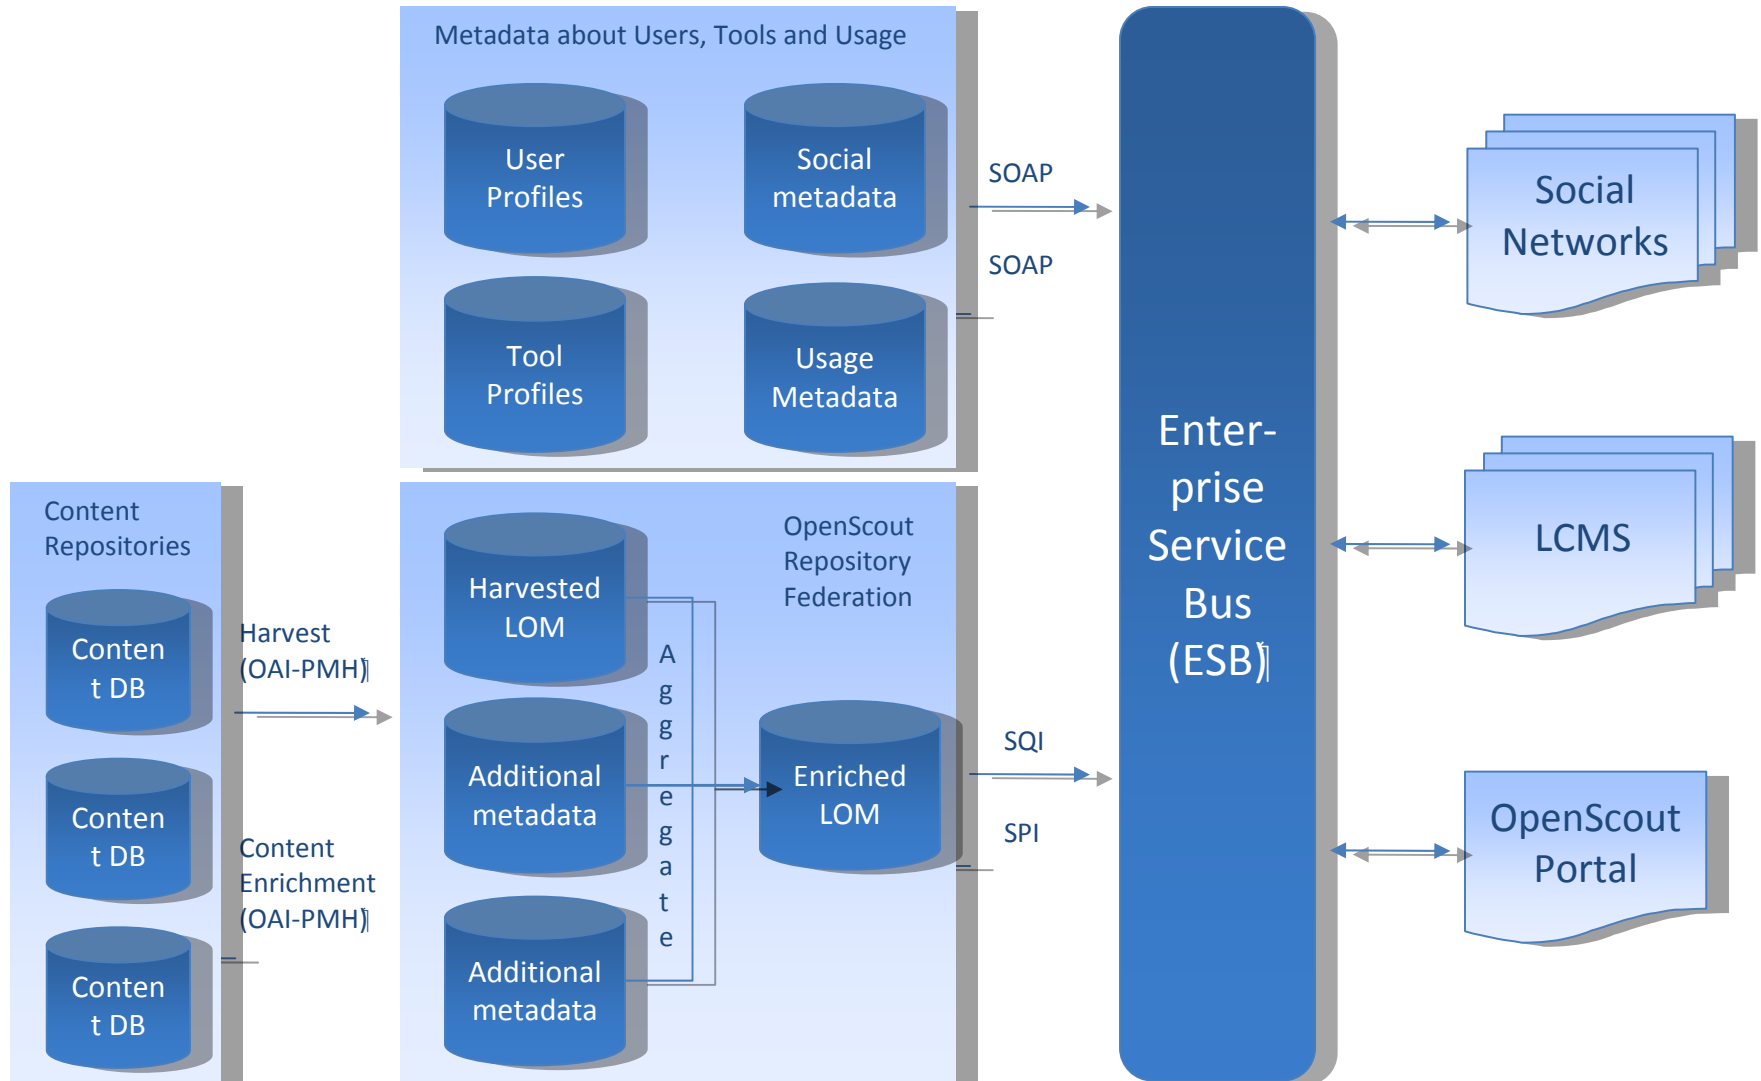 Metadata about Users, Tools and Usage
User
Profiles
Social
metadata
Tool
Profiles
Usage
Metadata
SOAP
SOAP
Content
Repositories
Conten
t DB
Conten
t DB
Conten
t DB
Harvest
(OAI-PMH)
Content
Enrichment
(OAI-PMH)
OpenScout
Repository
Federation
Harvested
LOM
Additional
metadata
Additional
metadata
A
g
g
r
e
g
a
t
e
Enriched
LOM
SQI
SPI
Enter-
prise
Service
Bus
(ESB)
Social
Networks
LCMS
OpenScout
Portal